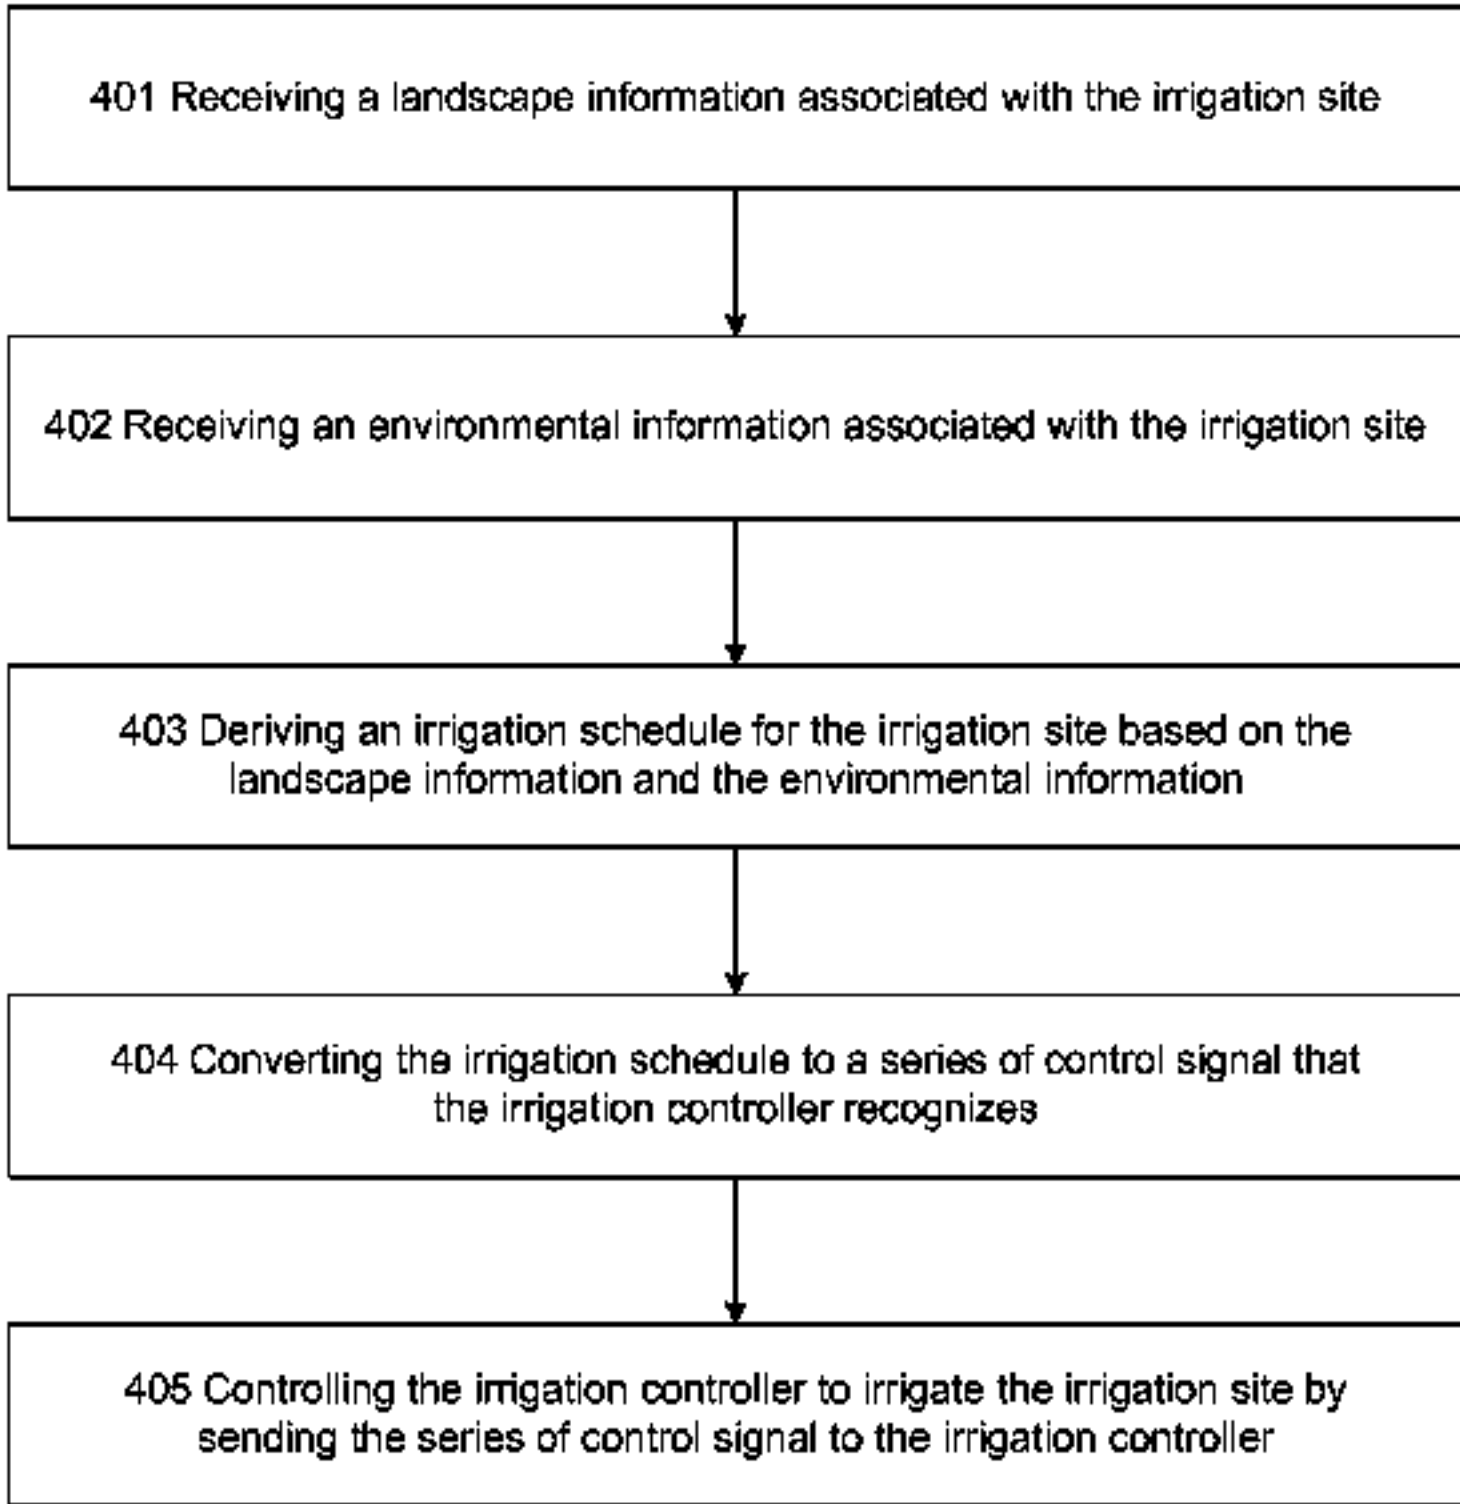 401 Receiving a landscape information associated with the irrigation site
402 Receiving an environmental information associated with the irrigation site
403 Deriving an irrigation schedule for the irrigation site based on the
landscape information and the environmental information
404 Converting the irrigation schedule to a series of control signal that
the irrigation controller recognizes
405 Controlling the irrigation controller to irrigate the irrigation site by
sending the series of control signal to the irrigation controller